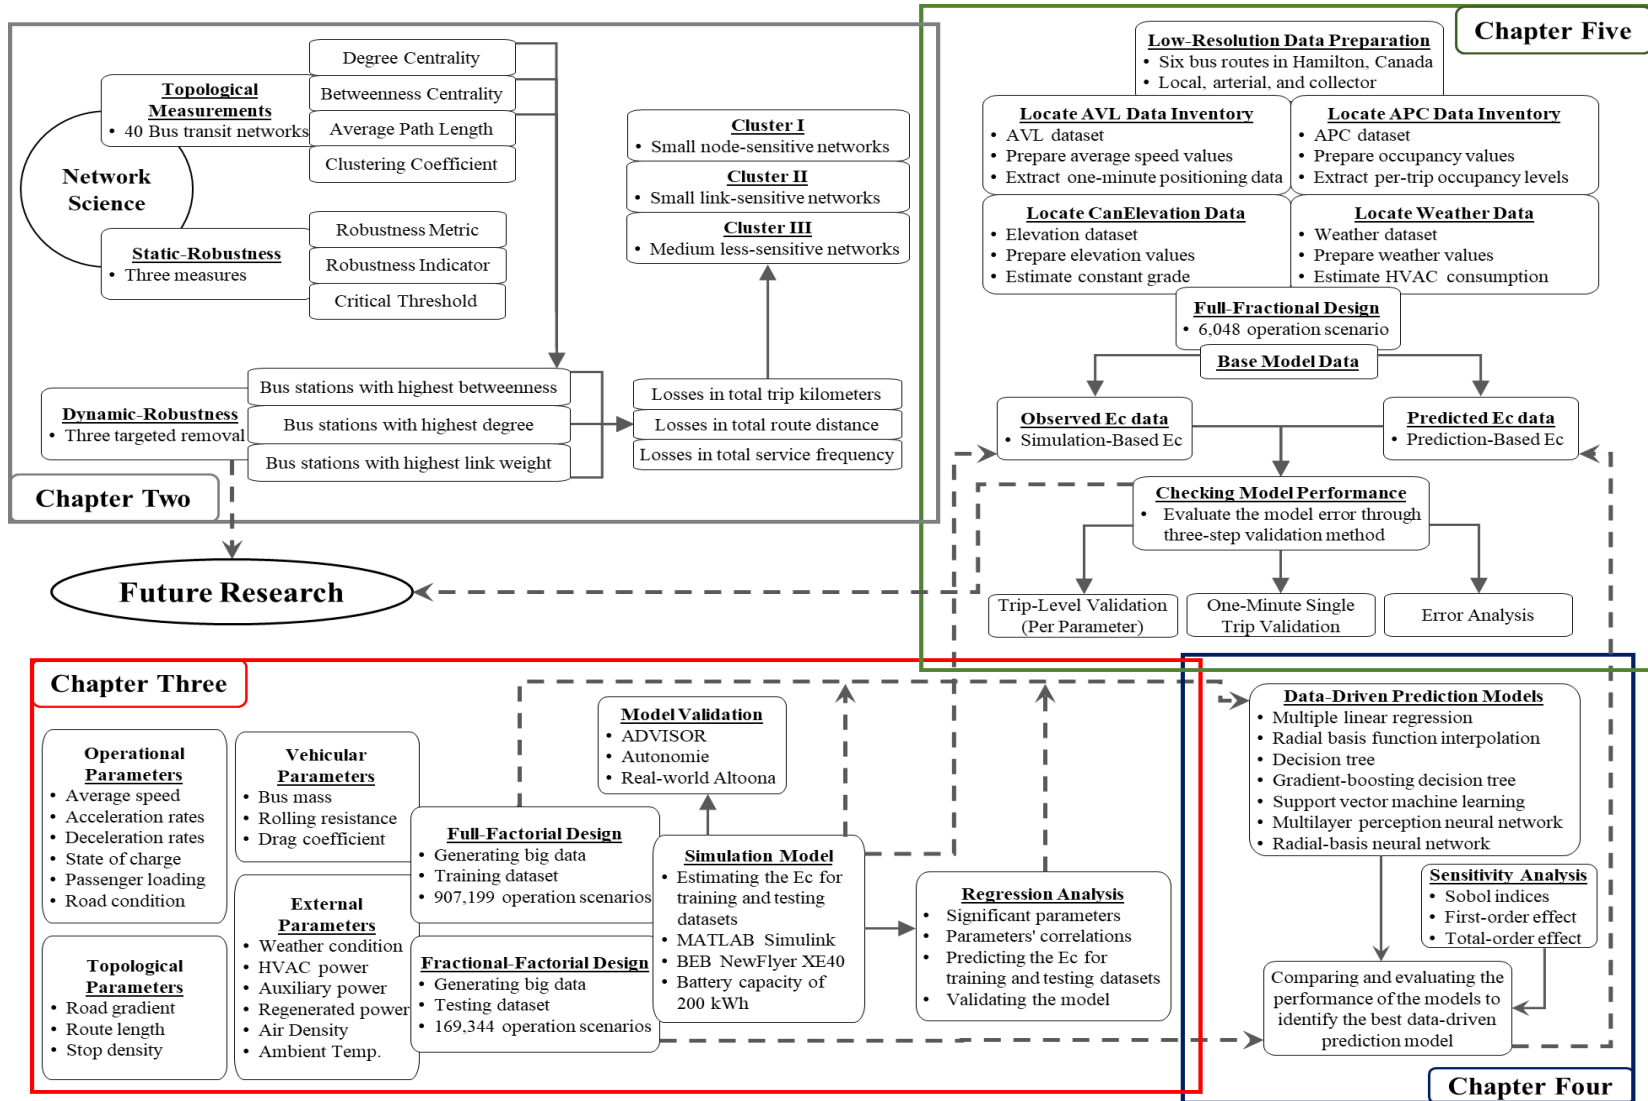 Network
Science
Topological
Measurements
• 40 Bus transit networks
Degree Centrality
Betweenness Centrality
Average Path Length
Clustering Coefficient
Static-Robustness
• Three measures
Robustness Metric
Robustness Indicator
Critical Threshold
Cluster I
• Small node-sensitive networks
Cluster II
• Small link-sensitive networks
Cluster III
• Medium less-sensitive networks
Dynamic-Robustness
• Three targeted removal
Bus stations with highest betweenness
Bus stations with highest degree
Bus stations with highest link weight
Losses in total trip kilometers
Losses in total route distance
Losses in total service frequency
Chapter Two
Future Research
Chapter Five
Low-Resolution Data Preparation
• Six bus routes in Hamilton, Canada
• Local, arterial, and collector
Locate AVL Data Inventory
• AVL dataset
• Prepare average speed values
• Extract one-minute positioning data
Locate APC Data Inventory
• APC dataset
• Prepare occupancy values
• Extract per-trip occupancy levels
Locate CanElevation Data
• Elevation dataset
• Prepare elevation values
• Estimate constant grade
Locate Weather Data
• Weather dataset
• Prepare weather values
• Estimate HVAC consumption
Full-Fractional Design
• 6,048 operation scenario
Base Model Data
Observed Ec data
• Simulation-Based Ec
Predicted Ec data
• Prediction-Based Ec
Checking Model Performance
• Evaluate the model error through
three-step validation method
Trip-Level Validation
(Per Parameter)
One-Minute Single
Trip Validation
Error Analysis
Chapter Three
Operational
Parameters
• Average speed
• Acceleration rates
• Deceleration rates
• State of charge
• Passenger loading
• Road condition
Topological
Parameters
• Road gradient
• Route length
• Stop density
Vehicular
Parameters
• Bus mass
• Rolling resistance
• Drag coefficient
External
Parameters
• Weather condition
• HVAC power
• Auxiliary power
• Regenerated power
• Air Density
• Ambient Temp.
Full-Factorial Design
• Generating big data
• Training dataset
• 907,199 operation scenarios
Fractional-Factorial Design
• Generating big data
• Testing dataset
• 169,344 operation scenarios
Model Validation
• ADVISOR
• Autonomie
• Real-world Altoona
Simulation Model
• Estimating the Ec for
training and testing
datasets
• MATLAB Simulink
• BEB NewFlyer XE40
• Battery capacity of
200 kWh
Regression Analysis
• Significant parameters
• Parameters' correlations
• Predicting the Ec for
training and testing datasets
• Validating the model
Data-Driven Prediction Models
• Multiple linear regression
• Radial basis function interpolation
• Decision tree
• Gradient-boosting decision tree
• Support vector machine learning
• Multilayer perception neural network
• Radial-basis neural network
Sensitivity Analysis
• Sobol indices
• First-order effect
• Total-order effect
Comparing and evaluating the
performance of the models to
identify the best data-driven
prediction model
Chapter Four